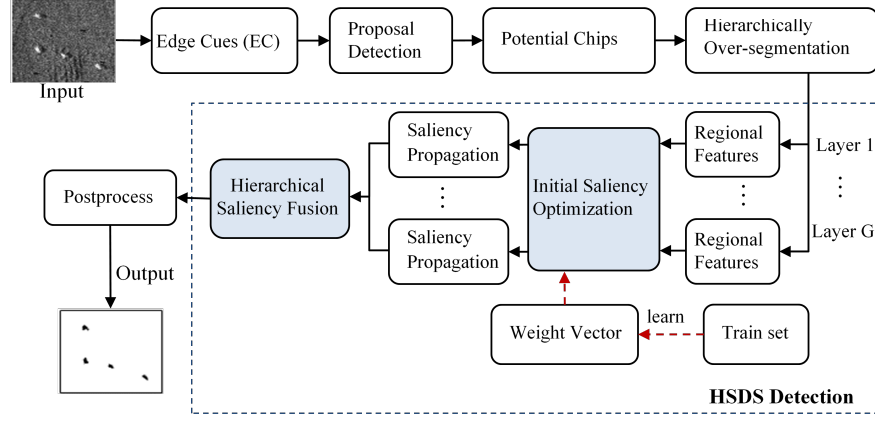 Input
Edge Cues (EC)
Proposal
Detection
Potential Chips
Hierarchically
Over-segmentation
Layer 1
Layer G
Regional
Features
Regional
Features
Initial Saliency
Optimization
Saliency
Propagation
Saliency
Propagation
Hierarchical
Saliency Fusion
Postprocess
Output
Weight Vector
learn
Train set
HSDS Detection